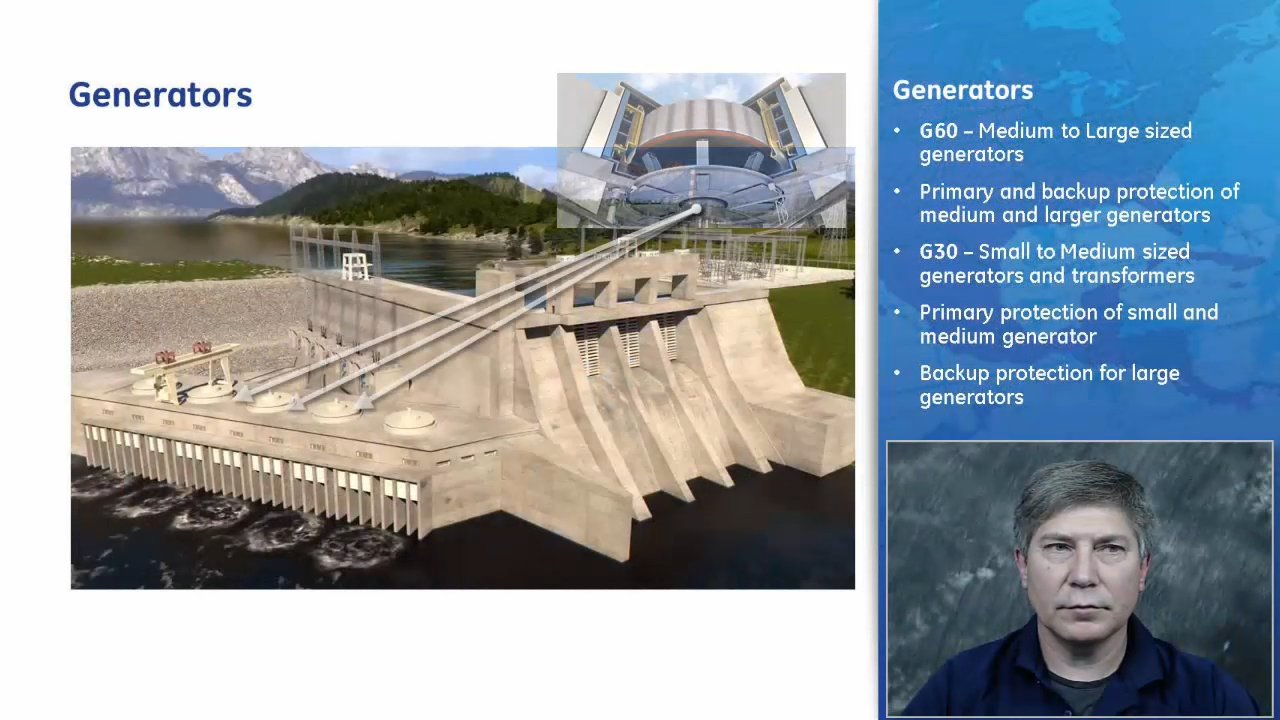 Generators
Generators
• G60 – Medium to Large sized
generators
• Primary and backup protection of
medium and larger generators
• G30 – Small to Medium sized
generators and transformers
• Primary protection of small and
medium generator
• Backup protection for large
generators